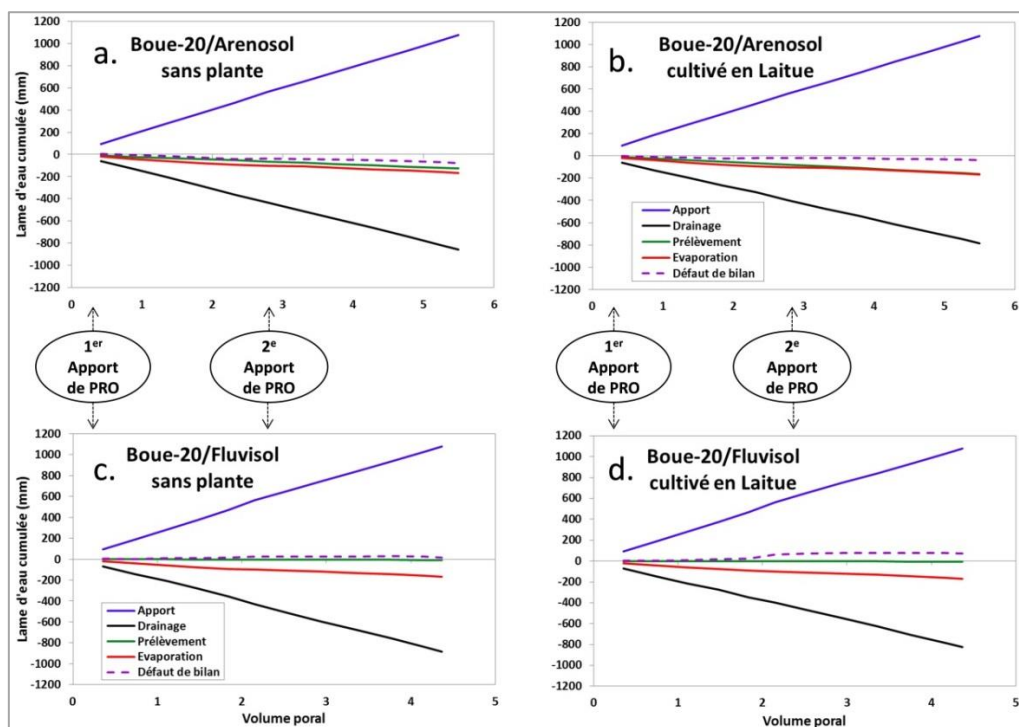 a.
Boue-20/Arenosol
sans plante
Lame d'eau cumulée (mm)
1200
1000
800
600
400
200
0
-200
-400
-600
-800
-1000
-1200
0 1 2 3 4 5 6
b.
Boue-20/Arenosol
cultivé en Laitue
1200
1000
800
600
400
200
0
-200
-400
-600
-800
-1000
-1200
Apport
Drainage
Prélèvement
Evaporation
Défaut de bilan
0 1 2 3 4 5 6
1er
Apport
de PRO
2e
Apport
de PRO
1er
Apport
de PRO
2e
Apport
de PRO
c.
Boue-20/Fluvisol
sans plante
Lame d'eau cumulée (mm)
1200
1000
800
600
400
200
0
-200
-400
-600
-800
-1000
-1200
Apport
Drainage
Prélèvement
Evaporation
Défaut de bilan
0 1 2 3 4 5
Volume poral
d.
Boue-20/Fluvisol
cultivé en Laitue
1200
1000
800
600
400
200
0
-200
-400
-600
-800
-1000
-1200
0 1 2 3 4 5
Volume poral